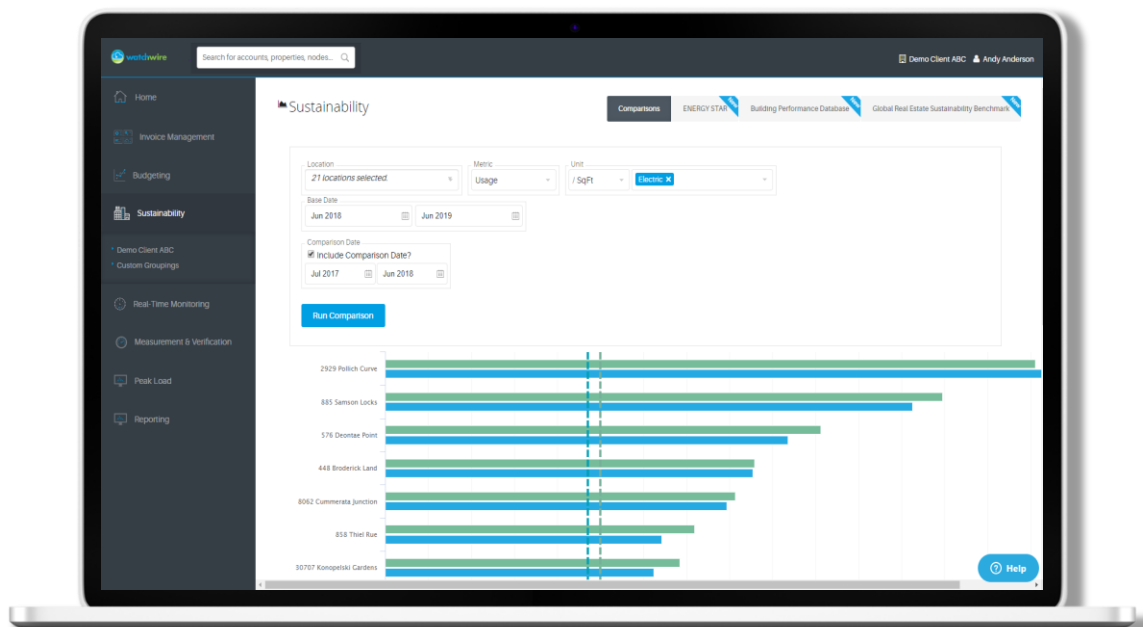 watchwire
Search for accounts, properties, nodes...
Demo Client ABC
Andy Anderson
Home
Invoice Management
Budgeting
Sustainability
Demo Client ABC
Custom Groupings
Real-Time Monitoring
Measurement & Verification
Peak Load
Reporting
Sustainability
Comparisons
ENERGY STAR
New
Building Performance Database
New
Global Real Estate Sustainability Benchmark
New
Location
21 locations selected.
Metric
Usage
Unit
/ SqFt
Electric ×
Base Date
Jun 2018
Jun 2019
Comparison Date
Include Comparison Date?
Jul 2017
Jun 2018
Run Comparison
2929 Pollich Curve
885 Samson Locks
576 Deontae Point
448 Broderick Land
8062 Cummerata Junction
858 Thiel Rue
30707 Konopelski Gardens
? Help